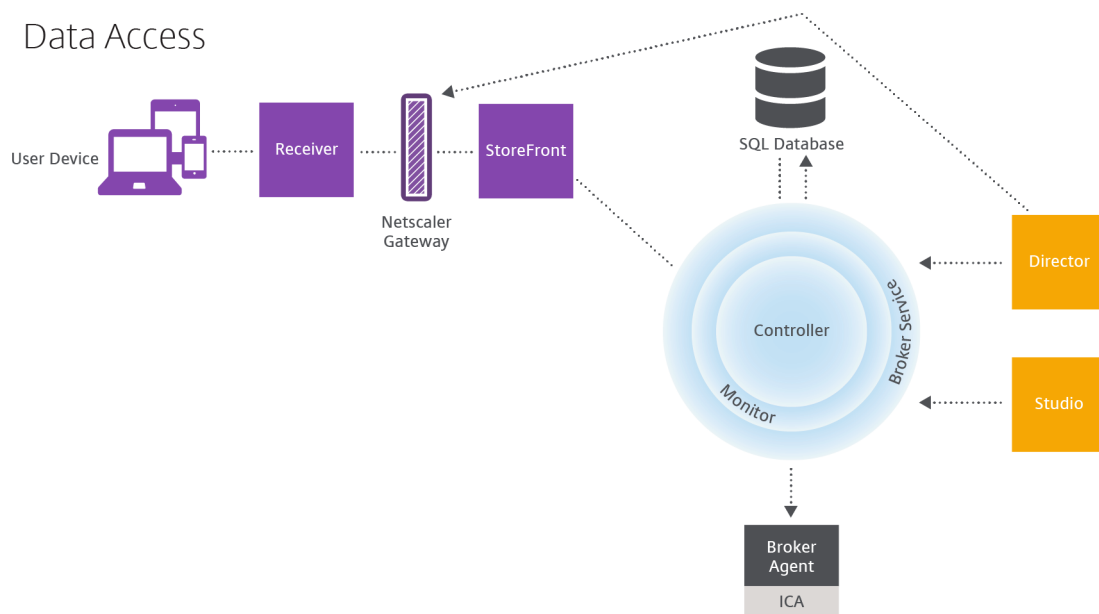 Data Access
User Device
Receiver
Netscaler
Gateway
StoreFront
SQL Database
Controller
Monitor
Broker Service
Director
Studio
Broker
Agent
ICA